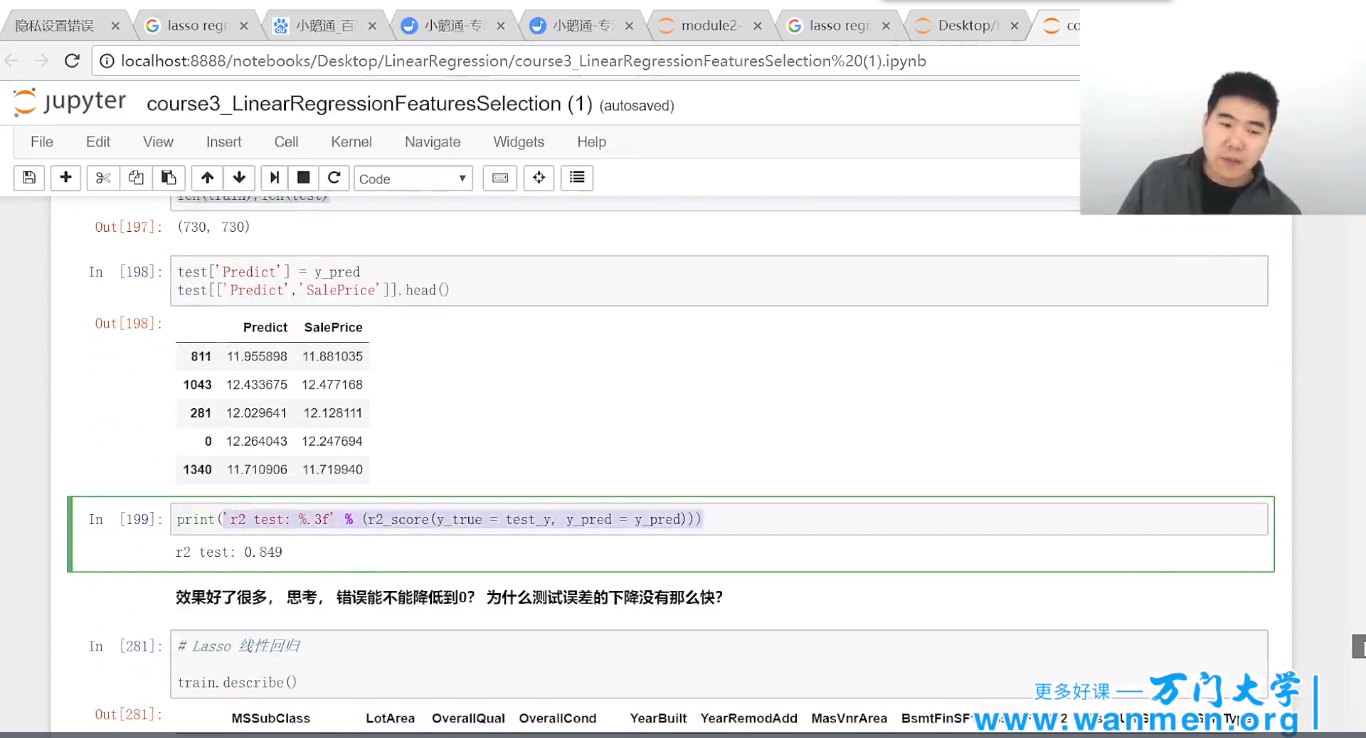 隐私设置错误 × lasso regr × 小鹅通_百 × 小鹅通-专 × 小鹅通-专 × module2- × lasso regr × Desktop/l × co
localhost:8888/notebooks/Desktop/LinearRegression/course3_LinearRegressionFeaturesSelection%20(1).ipynb
jupyter course3_LinearRegressionFeaturesSelection (1) (autosaved)
File Edit View Insert Cell Kernel Navigate Widgets Help
Code
len(train),len(test)
Out[197]: (730, 730)
In [198]: test['Predict'] = y_pred
test[['Predict','SalePrice']].head()
Out[198]:
Predict SalePrice
811 11.955898 11.881035
1043 12.433675 12.477168
281 12.029641 12.128111
0 12.264043 12.247694
1340 11.710906 11.719940
In [199]: print('r2 test: %.3f' % (r2_score(y_true = test_y, y_pred = y_pred)))
r2 test: 0.849
效果好了很多， 思考， 错误能不能降低到0？ 为什么测试误差的下降没有那么快？
In [281]: # Lasso 线性回归
train.describe()
更多好课 — 万门大学
Out[281]: MSSubClass LotArea OverallQual OverallCond YearBuilt YearRemodAdd MasVnrArea
www.wanmen.org